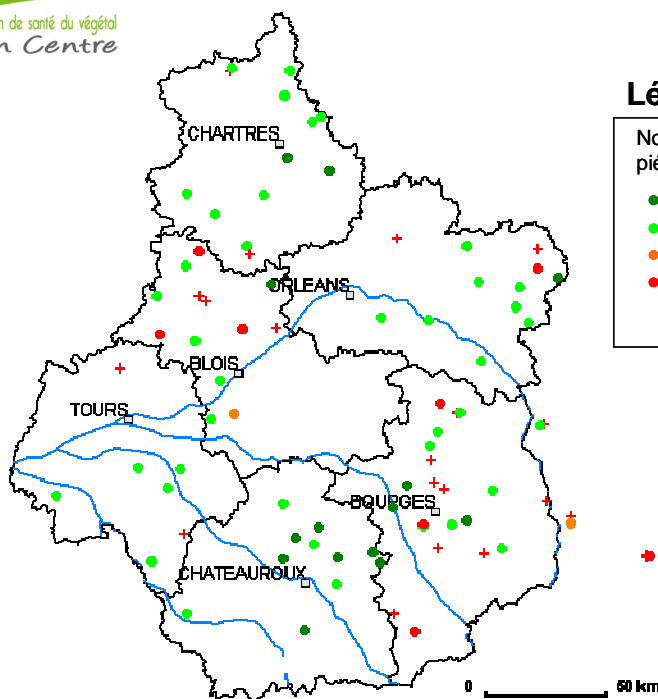 n de santé du végétal
n Centre
Lé
No
pié
CHARTRES
ORLEANS
BLOIS
TOURS
BOURGES
CHATEAUROUX
0 50 km